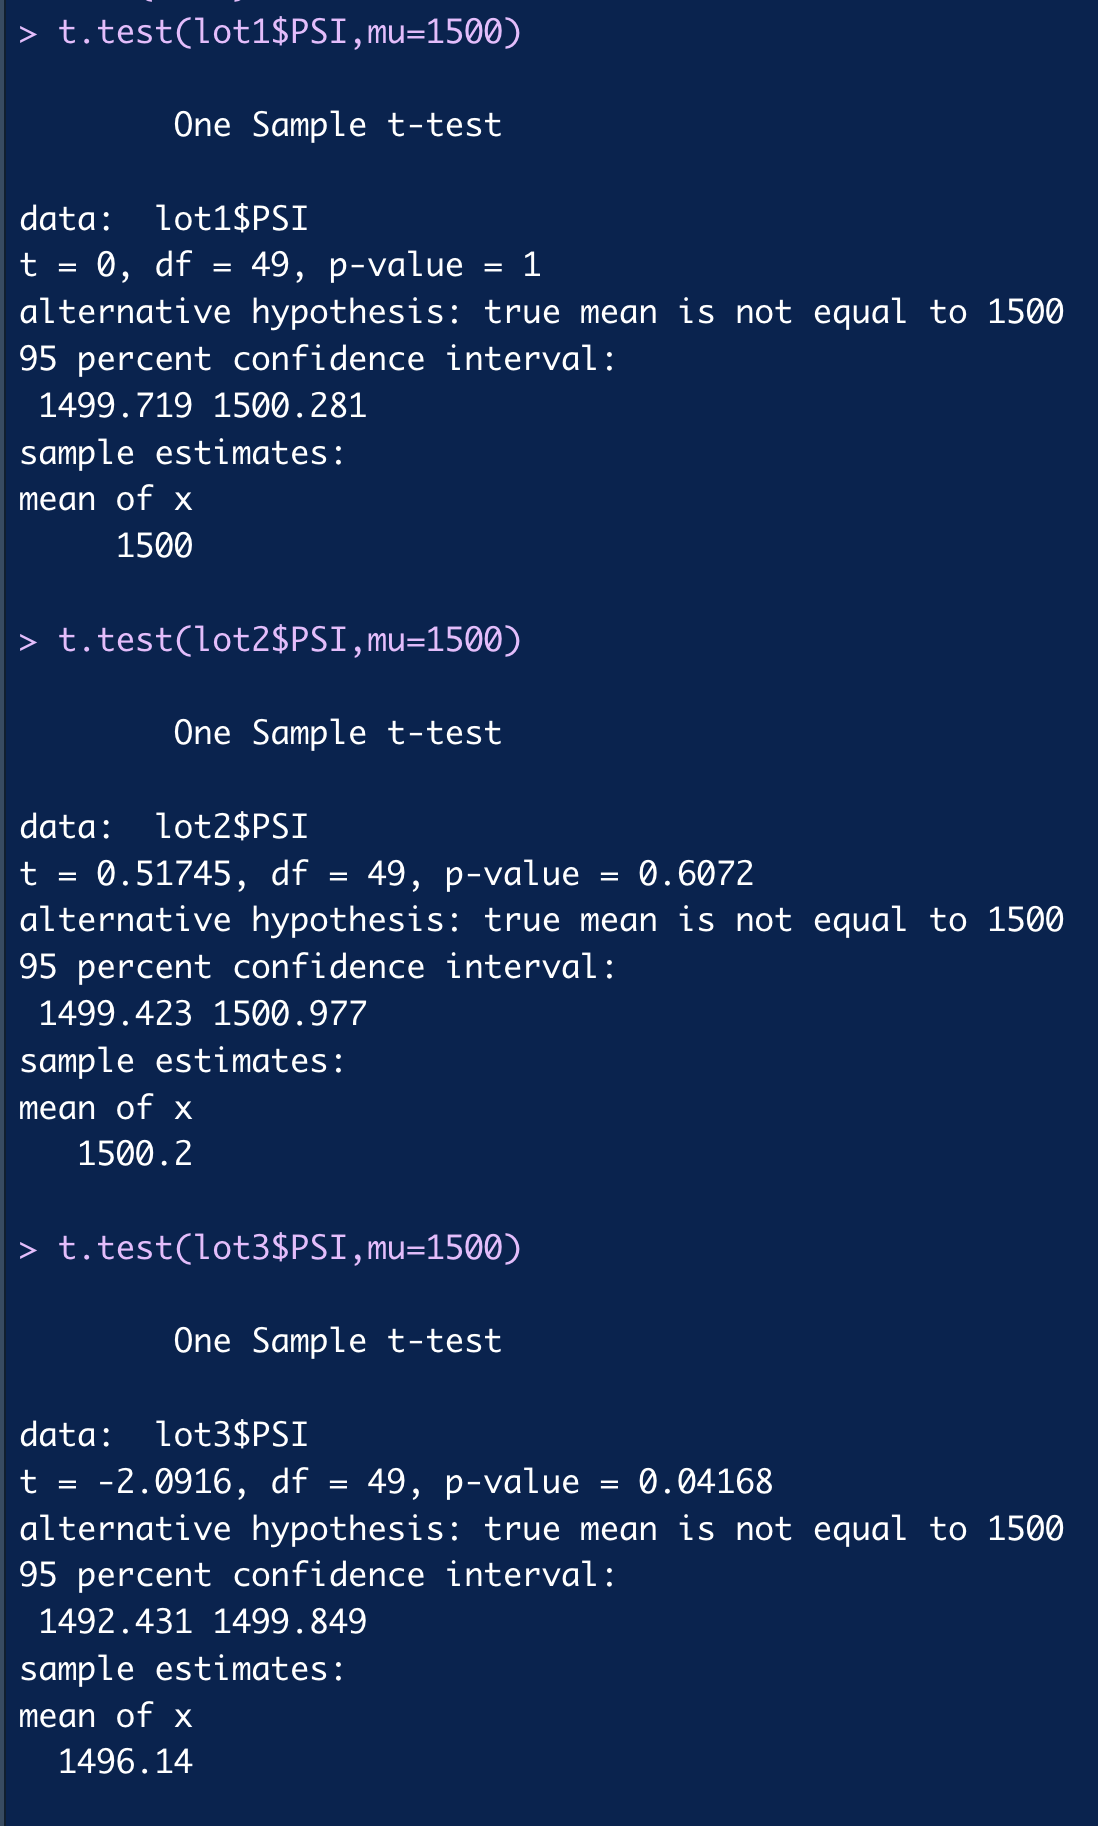 > t.test(lot1$PSI,mu=1500)
One Sample t-test
data:  lot1$PSI
t = 0, df = 49, p-value = 1
alternative hypothesis: true mean is not equal to 1500
95 percent confidence interval:
1499.719 1500.281
sample estimates:
mean of x
1500
> t.test(lot2$PSI,mu=1500)
One Sample t-test
data:  lot2$PSI
t = 0.51745, df = 49, p-value = 0.6072
alternative hypothesis: true mean is not equal to 1500
95 percent confidence interval:
1499.423 1500.977
sample estimates:
mean of x
1500.2
> t.test(lot3$PSI,mu=1500)
One Sample t-test
data:  lot3$PSI
t = -2.0916, df = 49, p-value = 0.04168
alternative hypothesis: true mean is not equal to 1500
95 percent confidence interval:
1492.431 1499.849
sample estimates:
mean of x
1496.14